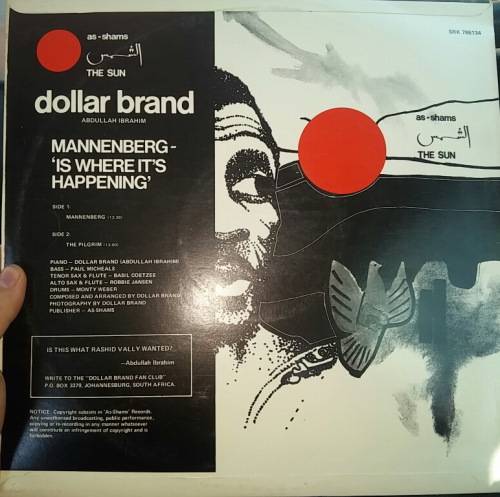 as-shams
الشمس
THE SUN
dollar brand
ABDULLAH IBRAHIM
MANNENBERG-
'IS WHERE IT'S
HAPPENING'
SIDE 1:
MANNENBERG (13.30)
SIDE 2:
THE PILGRIM (13.00)
PIANO - DOLLAR BRAND (ABDULLAH IBRAHIM)
BASS - PAUL MICHEALS
TENOR SAX & FLUTE - BASIL COETZEE
ALTO SAX & FLUTE - ROBBIE JANSEN
DRUMS - MONTY WEBER
COMPOSED AND ARRANGED BY DOLLAR BRAND
PHOTOGRAPHY BY DOLLAR BRAND
PUBLISHER - AS SHAMS
IS THIS WHAT RASHID VALLY WANTED?
-Abdullah Ibrahim
WRITE TO THE "DOLLAR BRAND FAN CLUB"
P.O. BOX 3379, JOHANNESBURG, SOUTH AFRICA.
NOTICE: Copyright subsists in 'As-Shams' Records.
Any unauthorised broadcasting, public performance,
copying or re-recording in any manner whatsoever
will constitute an infringement of copyright and is
forbidden.
SRK 786134
as-shams
الشمس
THE SUN